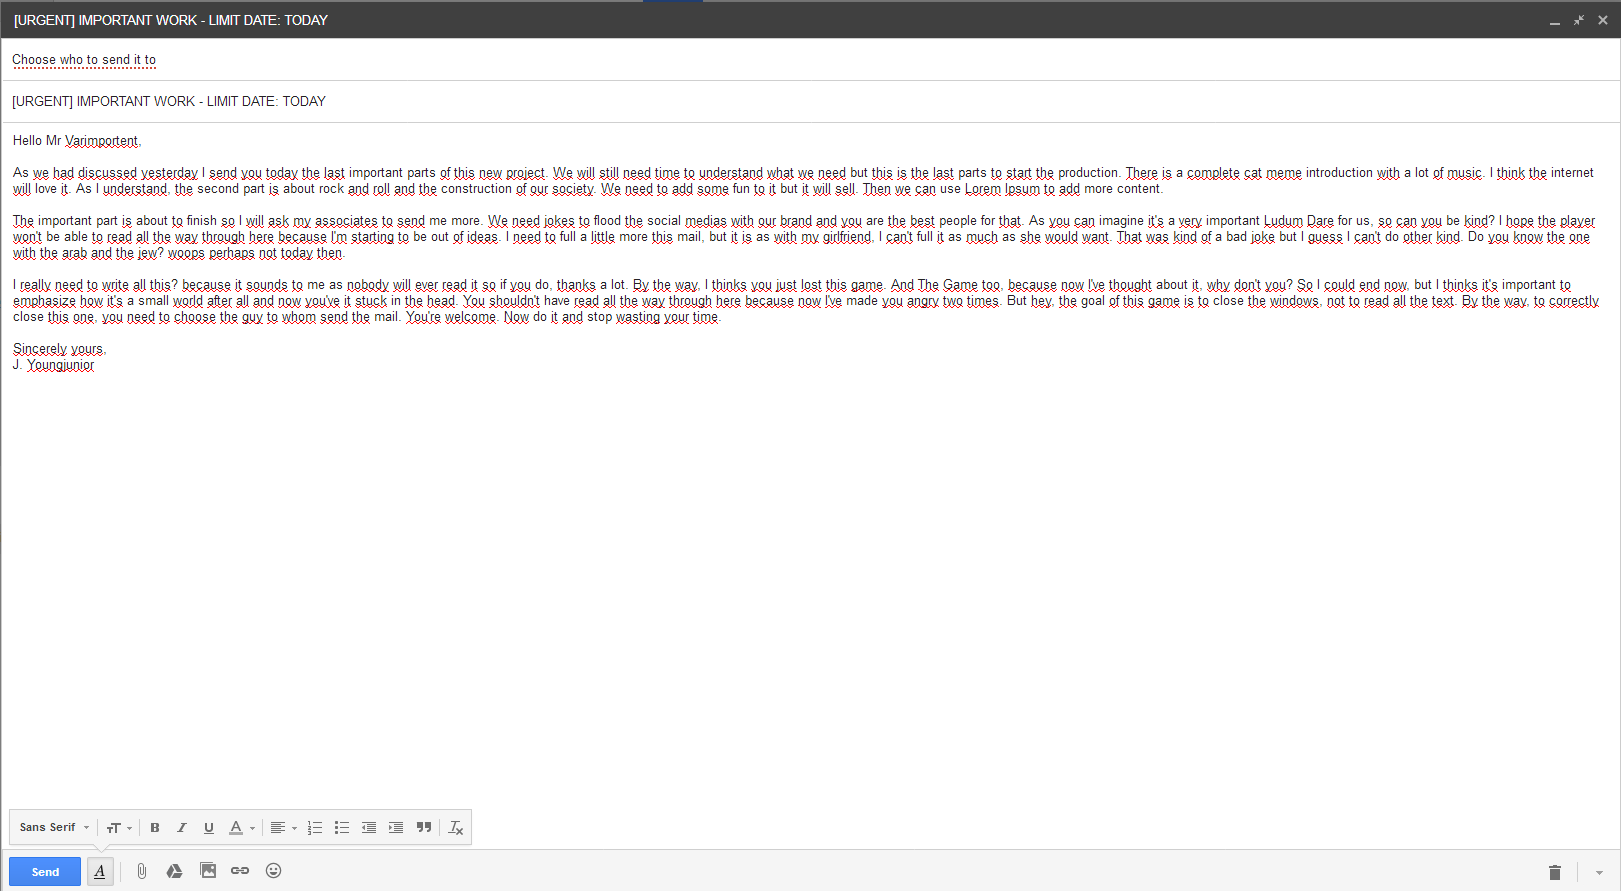 [URGENT] IMPORTANT WORK - LIMIT DATE: TODAY
Choose who to send it to
[URGENT] IMPORTANT WORK - LIMIT DATE: TODAY
Hello Mr Varimportent,
As we had discussed yesterday I send you today the last important parts of this new project. We will still need time to understand what we need but this is the last parts to start the production. There is a complete cat meme introduction with a lot of music. I think the internet
will love it. As I understand, the second part is about rock and roll and the construction of our society. We need to add some fun to it but it will sell. Then we can use Lorem Ipsum to add more content.
The important part is about to finish so I will ask my associates to send me more. We need jokes to flood the social medias with our brand and you are the best people for that. As you can imagine it's a very important Ludum Dare for us, so can you be kind? I hope the player
won't be able to read all the way through here because I'm starting to be out of ideas. I need to full a little more this mail, but it is as with my girlfriend, I can't full it as much as she would want. That was kind of a bad joke but I guess I can't do other kind. Do you know the one
with the arab and the jew? woops perhaps not today then.
I really need to write all this? because it sounds to me as nobody will ever read it so if you do, thanks a lot. By the way, I thinks you just lost this game. And The Game too, because now I've thought about it, why don't you? So I could end now, but I thinks it's important to
emphasize how it's a small world after all and now you've it stuck in the head. You shouldn't have read all the way through here because now I've made you angry two times. But hey, the goal of this game is to close the windows, not to read all the text. By the way, to correctly
close this one, you need to choose the guy to whom send the mail. You're welcome. Now do it and stop wasting your time.
Sincerely yours,
J. Youngjunior
Sans Serif
Send